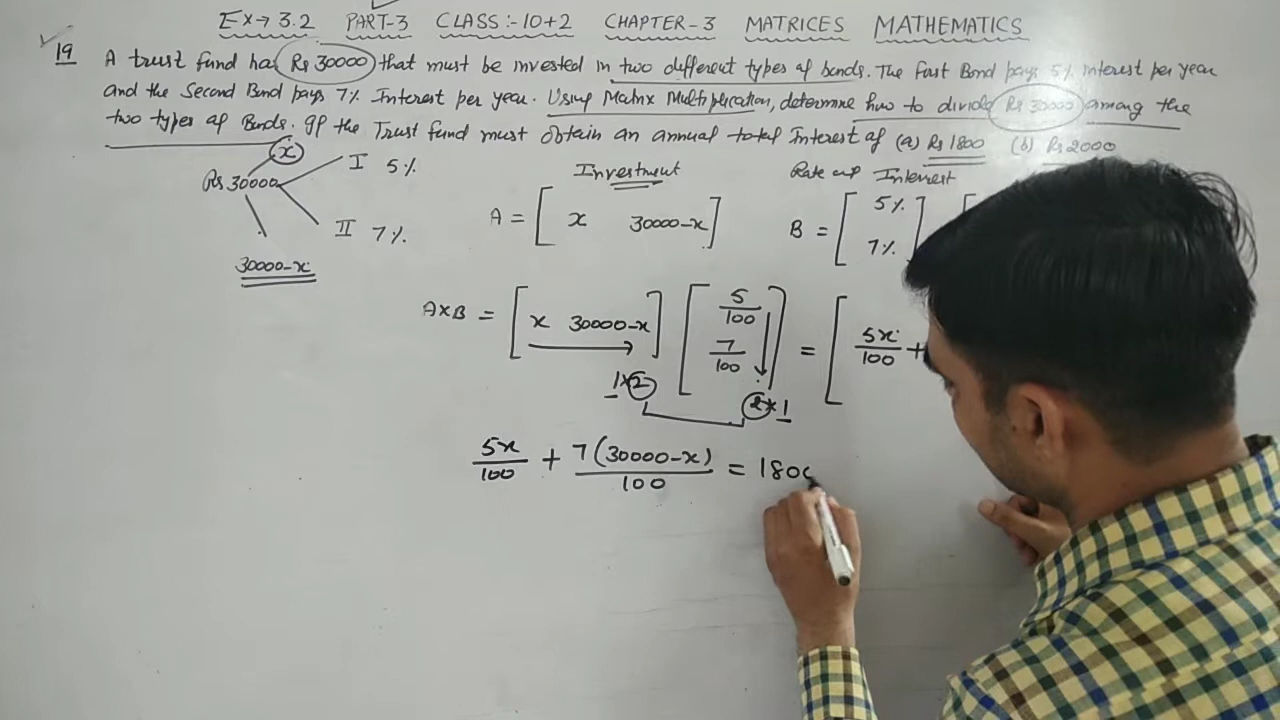 Ex→3.2 PART-3 CLASS:-10+2 CHAPTER-3 MATRICES MATHEMATICS
19 A trust fund has Rs 30000 that must be invested in two different types of bonds. The First Bond pays 5% interest per year
and the Second Bond pays 7% Interest per year. Using Matrix Multiplication, determine how to divide Rs 30000 among the
two types of Bonds. If the Trust fund must obtain an annual total Interest of (a) Rs 1800 (b) Rs 2000
x
Rs 30000
I 5%
II 7%
30000-x
Investment
A = [ x 30000-x ]
Rate Interest
B = [ 5% 7% ] [
A×B = [ x 30000-x ] [ 5/100 7/100 ] = [ 5x/100 +
1×2 2×1
5x/100 + 7(30000-x)/100 = 180